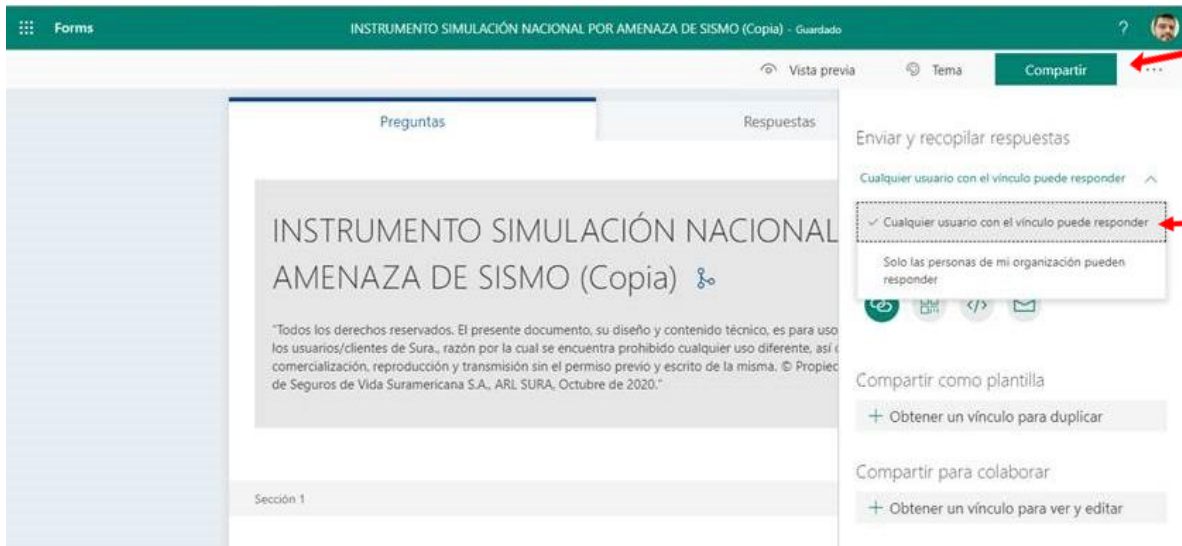 Forms
INSTRUMENTO SIMULACIÓN NACIONAL POR AMENAZA DE SISMO (Copia) - Guardado
?
Vista previa
Tema
Compartir
Preguntas
Respuestas
INSTRUMENTO SIMULACIÓN NACIONAL
AMENAZA DE SISMO (Copia)
"Todos los derechos reservados. El presente documento, su diseño y contenido técnico, es para uso
los usuarios/clientes de Sura., razón por la cual se encuentra prohibido cualquier uso diferente, así
comercialización, reproducción y transmisión sin el permiso previo y escrito de la misma. © Propiec
de Seguros de Vida Suramericana S.A., ARL SURA, Octubre de 2020."
Sección 1
Enviar y recopilar respuestas
Cualquier usuario con el vínculo puede responder
Cualquier usuario con el vínculo puede responder
Solo las personas de mi organización pueden
responder
Compartir como plantilla
+ Obtener un vínculo para duplicar
Compartir para colaborar
+ Obtener un vínculo para ver y editar